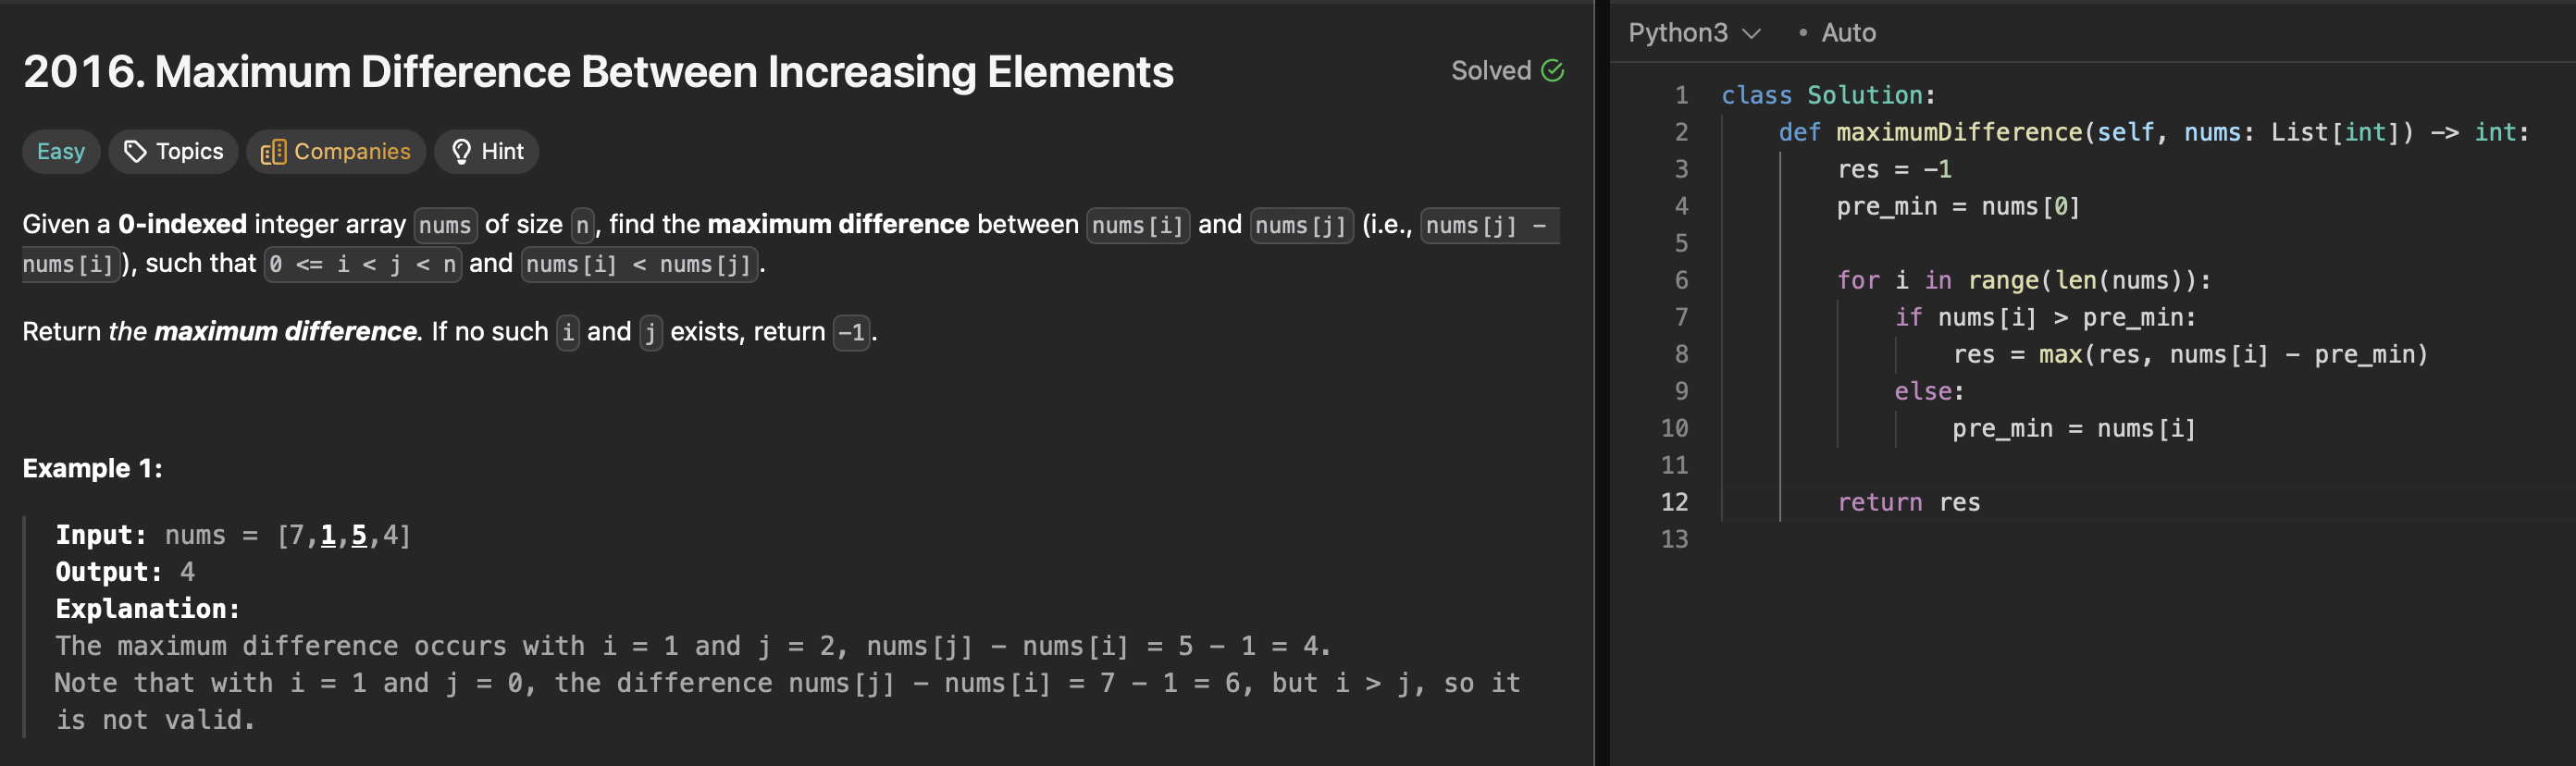 2016. Maximum Difference Between Increasing Elements
Solved
Easy Topics Companies Hint
Given a 0-indexed integer array nums of size n, find the maximum difference between nums[i] and nums[j] (i.e., nums[j] -
nums[i]), such that 0 <= i < j < n and nums[i] < nums[j].
Return the maximum difference. If no such i and j exists, return -1.
Example 1:
Input: nums = [7,1,5,4]
Output: 4
Explanation:
The maximum difference occurs with i = 1 and j = 2, nums[j] - nums[i] = 5 - 1 = 4.
Note that with i = 1 and j = 0, the difference nums[j] - nums[i] = 7 - 1 = 6, but i > j, so it
is not valid.
Python3 • Auto
1 class Solution:
2     def maximumDifference(self, nums: List[int]) -> int:
3         res = -1
4         pre_min = nums[0]
5
6         for i in range(len(nums)):
7             if nums[i] > pre_min:
8                 res = max(res, nums[i] - pre_min)
9             else:
10                 pre_min = nums[i]
11
12         return res
13